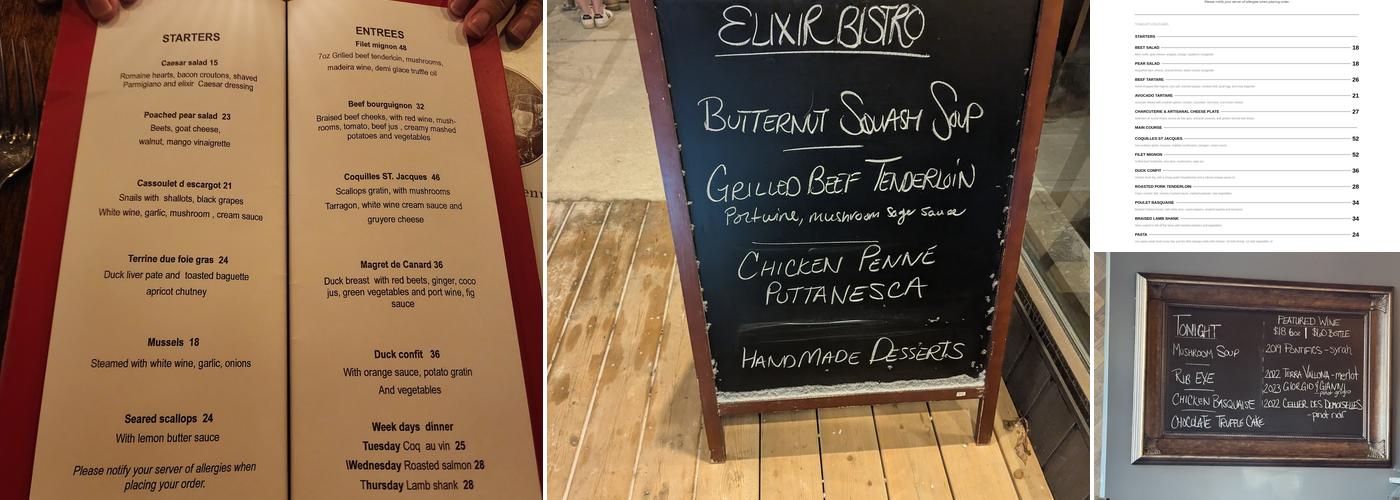 STARTERS
Caesar salad 15
Romaine hearts, bacon croutons, shaved
Parmigiano and elixir Caesar dressing
Poached pear salad 23
Beets, goat cheese,
walnut, mango vinaigrette
Cassoulet d escargot 21
Snails with shallots, black grapes
White wine, garlic, mushroom , cream sauce
Terrine due foie gras 24
Duck liver pate and toasted baguette
apricot chutney
Mussels 18
Steamed with white wine, garlic, onions
Seared scallops 24
With lemon butter sauce
Please notify your server of allergies when
placing your order.
ENTREES
Filet mignon 48
7oz Grilled beef tenderloin, mushrooms,
madeira wine, demi glace truffle oil
Beef bourguignon 32
Braised beef cheeks, with red wine, mush-
rooms, tomato, beef jus , creamy mashed
potatoes and vegetables
Coquilles ST. Jacques 46
Scallops gratin, with mushrooms
Tarragon, white wine cream sauce and
gruyere cheese
Magret de Canard 36
Duck breast with red beets, ginger, coco
jus, green vegetables and port wine, fig
sauce
Duck confit 36
With orange sauce, potato gratin
And vegetables
Week days dinner
Tuesday Coq au vin 25
\Wednesday Roasted salmon 28
Thursday Lamb shank 28
ELIXIR BISTRO
BUTTERNUT SQUASH SOUP
GRILLED BEEF TENDERLOIN
Portwine, mushroom sage sauce
CHICKEN PENNE
PUTTANESCA
HANDMADE DESSERTS
Please notify your server of allergies when placing order.
STARTERS
BEET SALAD 18
PEAR SALAD 18
BEEF TARTARE 26
AVOCADO TARTARE 21
CHARCUTERIE & ARTISANAL CHEESE PLATE 27
MAIN COURSE
COQUILLES ST JACQUES 52
FILET MIGNON 52
DUCK CONFIT 36
ROASTED PORK TENDERLOIN 28
POULET BASQUAISE 34
BRAISED LAMB SHANK 34
PASTA 24
TONIGHT
MUSHROOM SOUP
RIB EYE
CHICKEN BASQUAISE
CHOCOLATE TRUFFLE CAKE
FEATURED WINE
$18 6oz | $60 BOTTLE
2019 PONTIFICS - syrah
2022 TERRA VALLONA - merlot
2023 GIORGIO & GIANNI
- pinot grigio
2022 CELLIER DES DEMOISELLES
- pinot noir